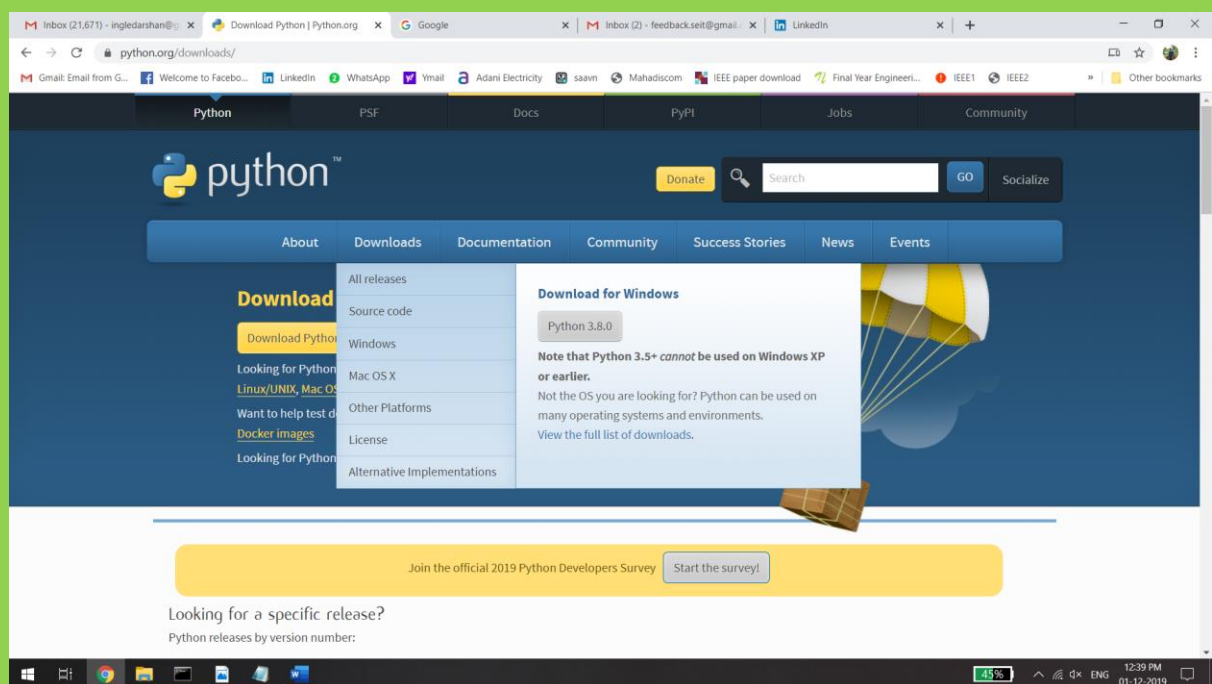 Inbox (21,671) - ingledarshan@g
Download Python | Python.org
Google
Inbox (2) - feedback.seit@gmail.
LinkedIn
python.org/downloads/
Gmail: Email from G...
Welcome to Facebo...
LinkedIn
WhatsApp
Ymail
Adani Electricity
saavn
Mahadiscom
IEEE paper download
Final Year Engineeri...
IEEE1
IEEE2
»
Other bookmarks
Python
PSF
Docs
PyPI
Jobs
Community
python™
Donate
Search
GO
Socialize
About
Downloads
Documentation
Community
Success Stories
News
Events
All releases
Source code
Windows
Mac OS X
Other Platforms
License
Alternative Implementations
Download for Windows
Python 3.8.0
Note that Python 3.5+ cannot be used on Windows XP
or earlier.
Not the OS you are looking for? Python can be used on
many operating systems and environments.
View the full list of downloads.
Download
Download Pytho
Looking for Python
Linux/UNIX, Mac OS
Want to help test d
Docker images
Looking for Python
Join the official 2019 Python Developers Survey
Start the survey!
Looking for a specific release?
Python releases by version number:
45%
ENG
12:39 PM
01-12-2019